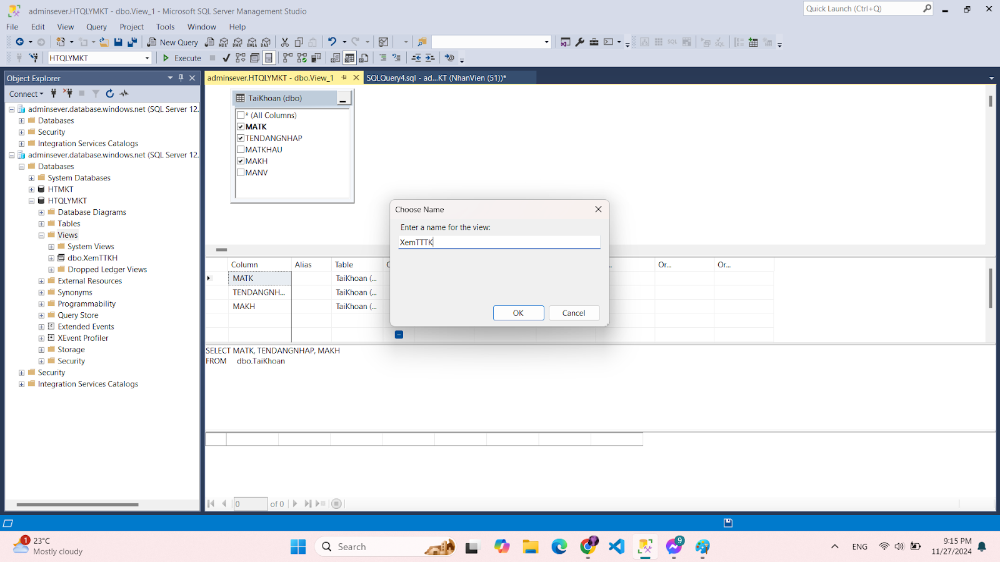 adminsever.HTQLYMKT - dbo.View_1 - Microsoft SQL Server Management Studio
Quick Launch (Ctrl+Q)
File Edit View Query Project Tools Window Help
New Query
MDX DMX XMLA DAX
SQL
HTQLYMKT
Execute
Object Explorer
Connect
adminsever.database.windows.net (SQL Server 12.
Databases
Security
Integration Services Catalogs
adminsever.database.windows.net (SQL Server 12.
Databases
System Databases
HTMKT
HTQLYMKT
Database Diagrams
Tables
Views
System Views
dbo.XemTTKH
Dropped Ledger Views
External Resources
Synonyms
Programmability
Query Store
Extended Events
XEvent Profiler
Storage
Security
Security
Integration Services Catalogs
adminsever.HTQLYMKT - dbo.View_1
SQLQuery4.sql - ad...KT (NhanVien (51))*
TaiKhoan (dbo)
* (All Columns)
MATK
TENDANGNHAP
MATKHAU
MAKH
MANV
Choose Name
Enter a name for the view:
XemTTTK
OK Cancel
Column Alias Table Or... Or...
MATK TaiKhoan (...
TENDANGNH... TaiKhoan (...
MAKH TaiKhoan (...
SELECT MATK, TENDANGNHAP, MAKH
FROM dbo.TaiKhoan
0 of 0
1
23°C
Mostly cloudy
Search
9
ENG
9:15 PM
11/27/2024